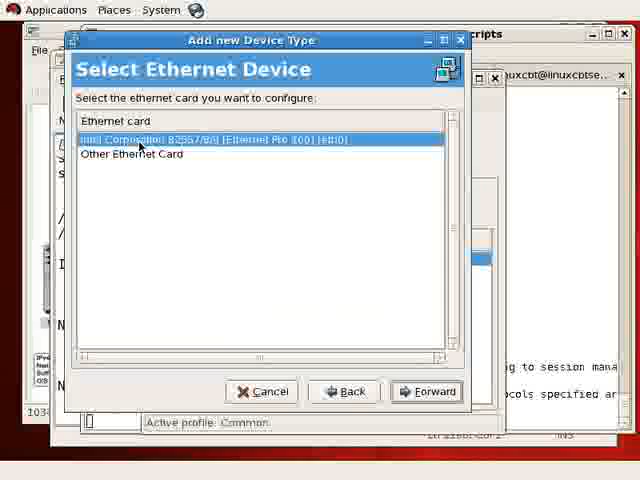 Applications Places System
Add new Device Type
cripts
File
Select Ethernet Device
uxcbt@linuxcbtse...
Select the ethernet card you want to configure:
Ethernet card
Intel Corporation 82557/8/9 [Ethernet Pro 100] (eth0)
Other Ethernet Card
g to session mana
ocols specified ar
Cancel
Back
Forward
Active profile: Common
INS